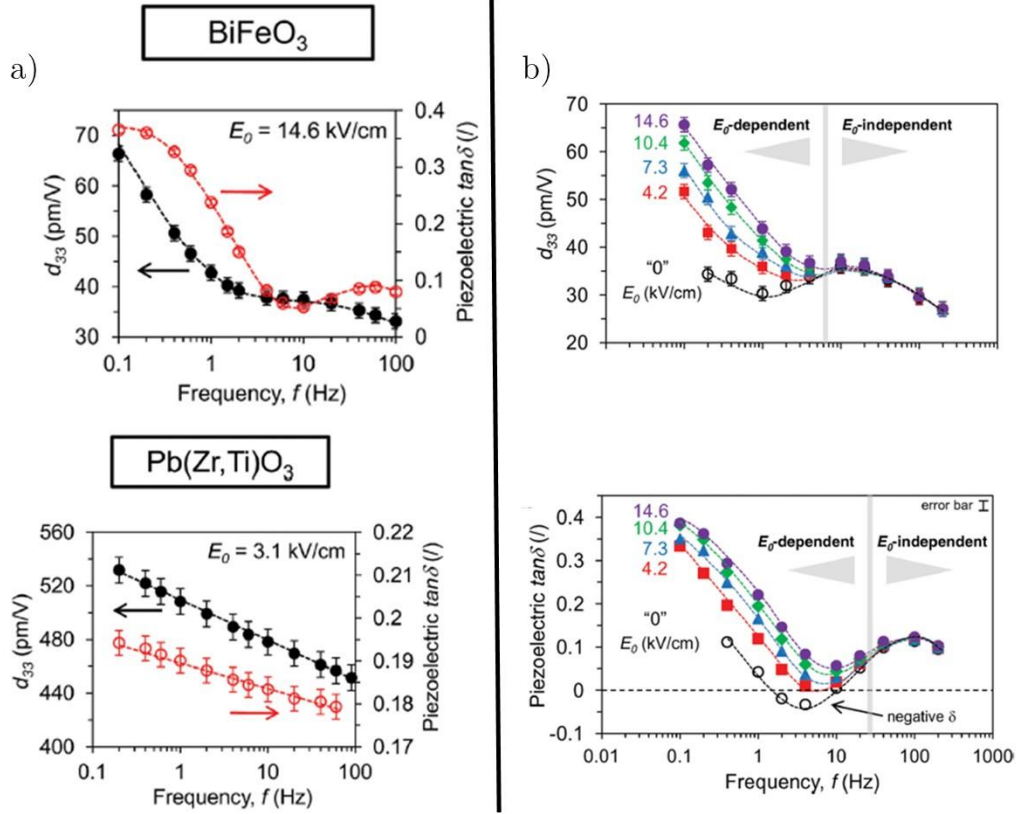 BiFeO3
a)
b)
E0 = 14.6 kV/cm
d33 (pm/V)
70
60
50
40
30
0.4
0.3
0.2
0.1
0
Piezoelectric tanδ (/)
0.1
1
10
100
Frequency, f (Hz)
Pb(Zr,Ti)O3
E0 = 3.1 kV/cm
d33 (pm/V)
560
520
480
440
400
0.22
0.21
0.2
0.19
0.18
0.17
Piezoelectric tanδ (/)
0.1
1
10
100
Frequency, f (Hz)
d33 (pm/V)
70
60
50
40
30
20
14.6
10.4
7.3
4.2
"0"
E0 (kV/cm)
E0-dependent
E0-independent
Piezoelectric tanδ (/)
0.4
0.3
0.2
0.1
0
-0.1
14.6
10.4
7.3
4.2
"0"
E0 (kV/cm)
E0-dependent
E0-independent
error bar
negative δ
0.01
0.1
1
10
100
1000
Frequency, f (Hz)